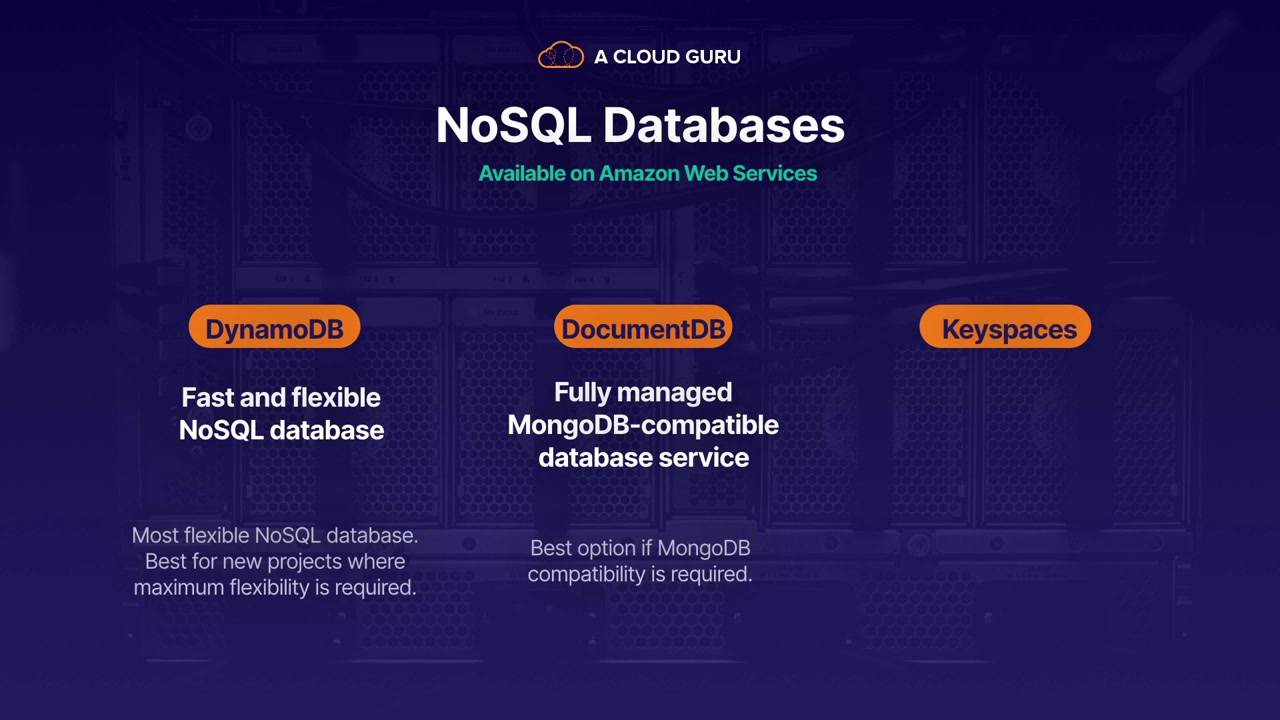 A CLOUD GURU
NoSQL Databases
Available on Amazon Web Services
DynamoDB
Fast and flexible
NoSQL database
Most flexible NoSQL database.
Best for new projects where
maximum flexibility is required.
DocumentDB
Fully managed
MongoDB-compatible
database service
Best option if MongoDB
compatibility is required.
Keyspaces